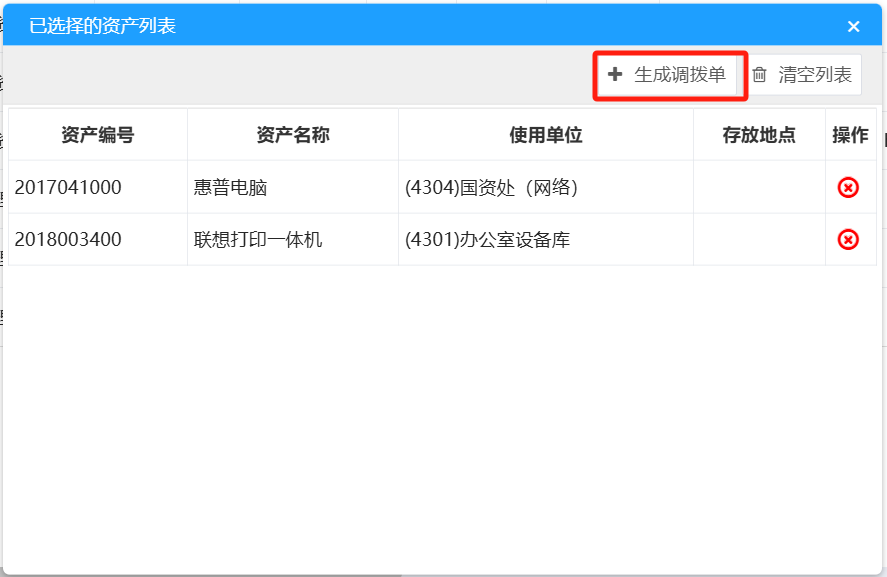 已选择的资产列表
生成调拨单 清空列表
资产编号 资产名称 使用单位 存放地点 操作
2017041000 惠普电脑 (4304)国资处（网络）
2018003400 联想打印一体机 (4301)办公室设备库